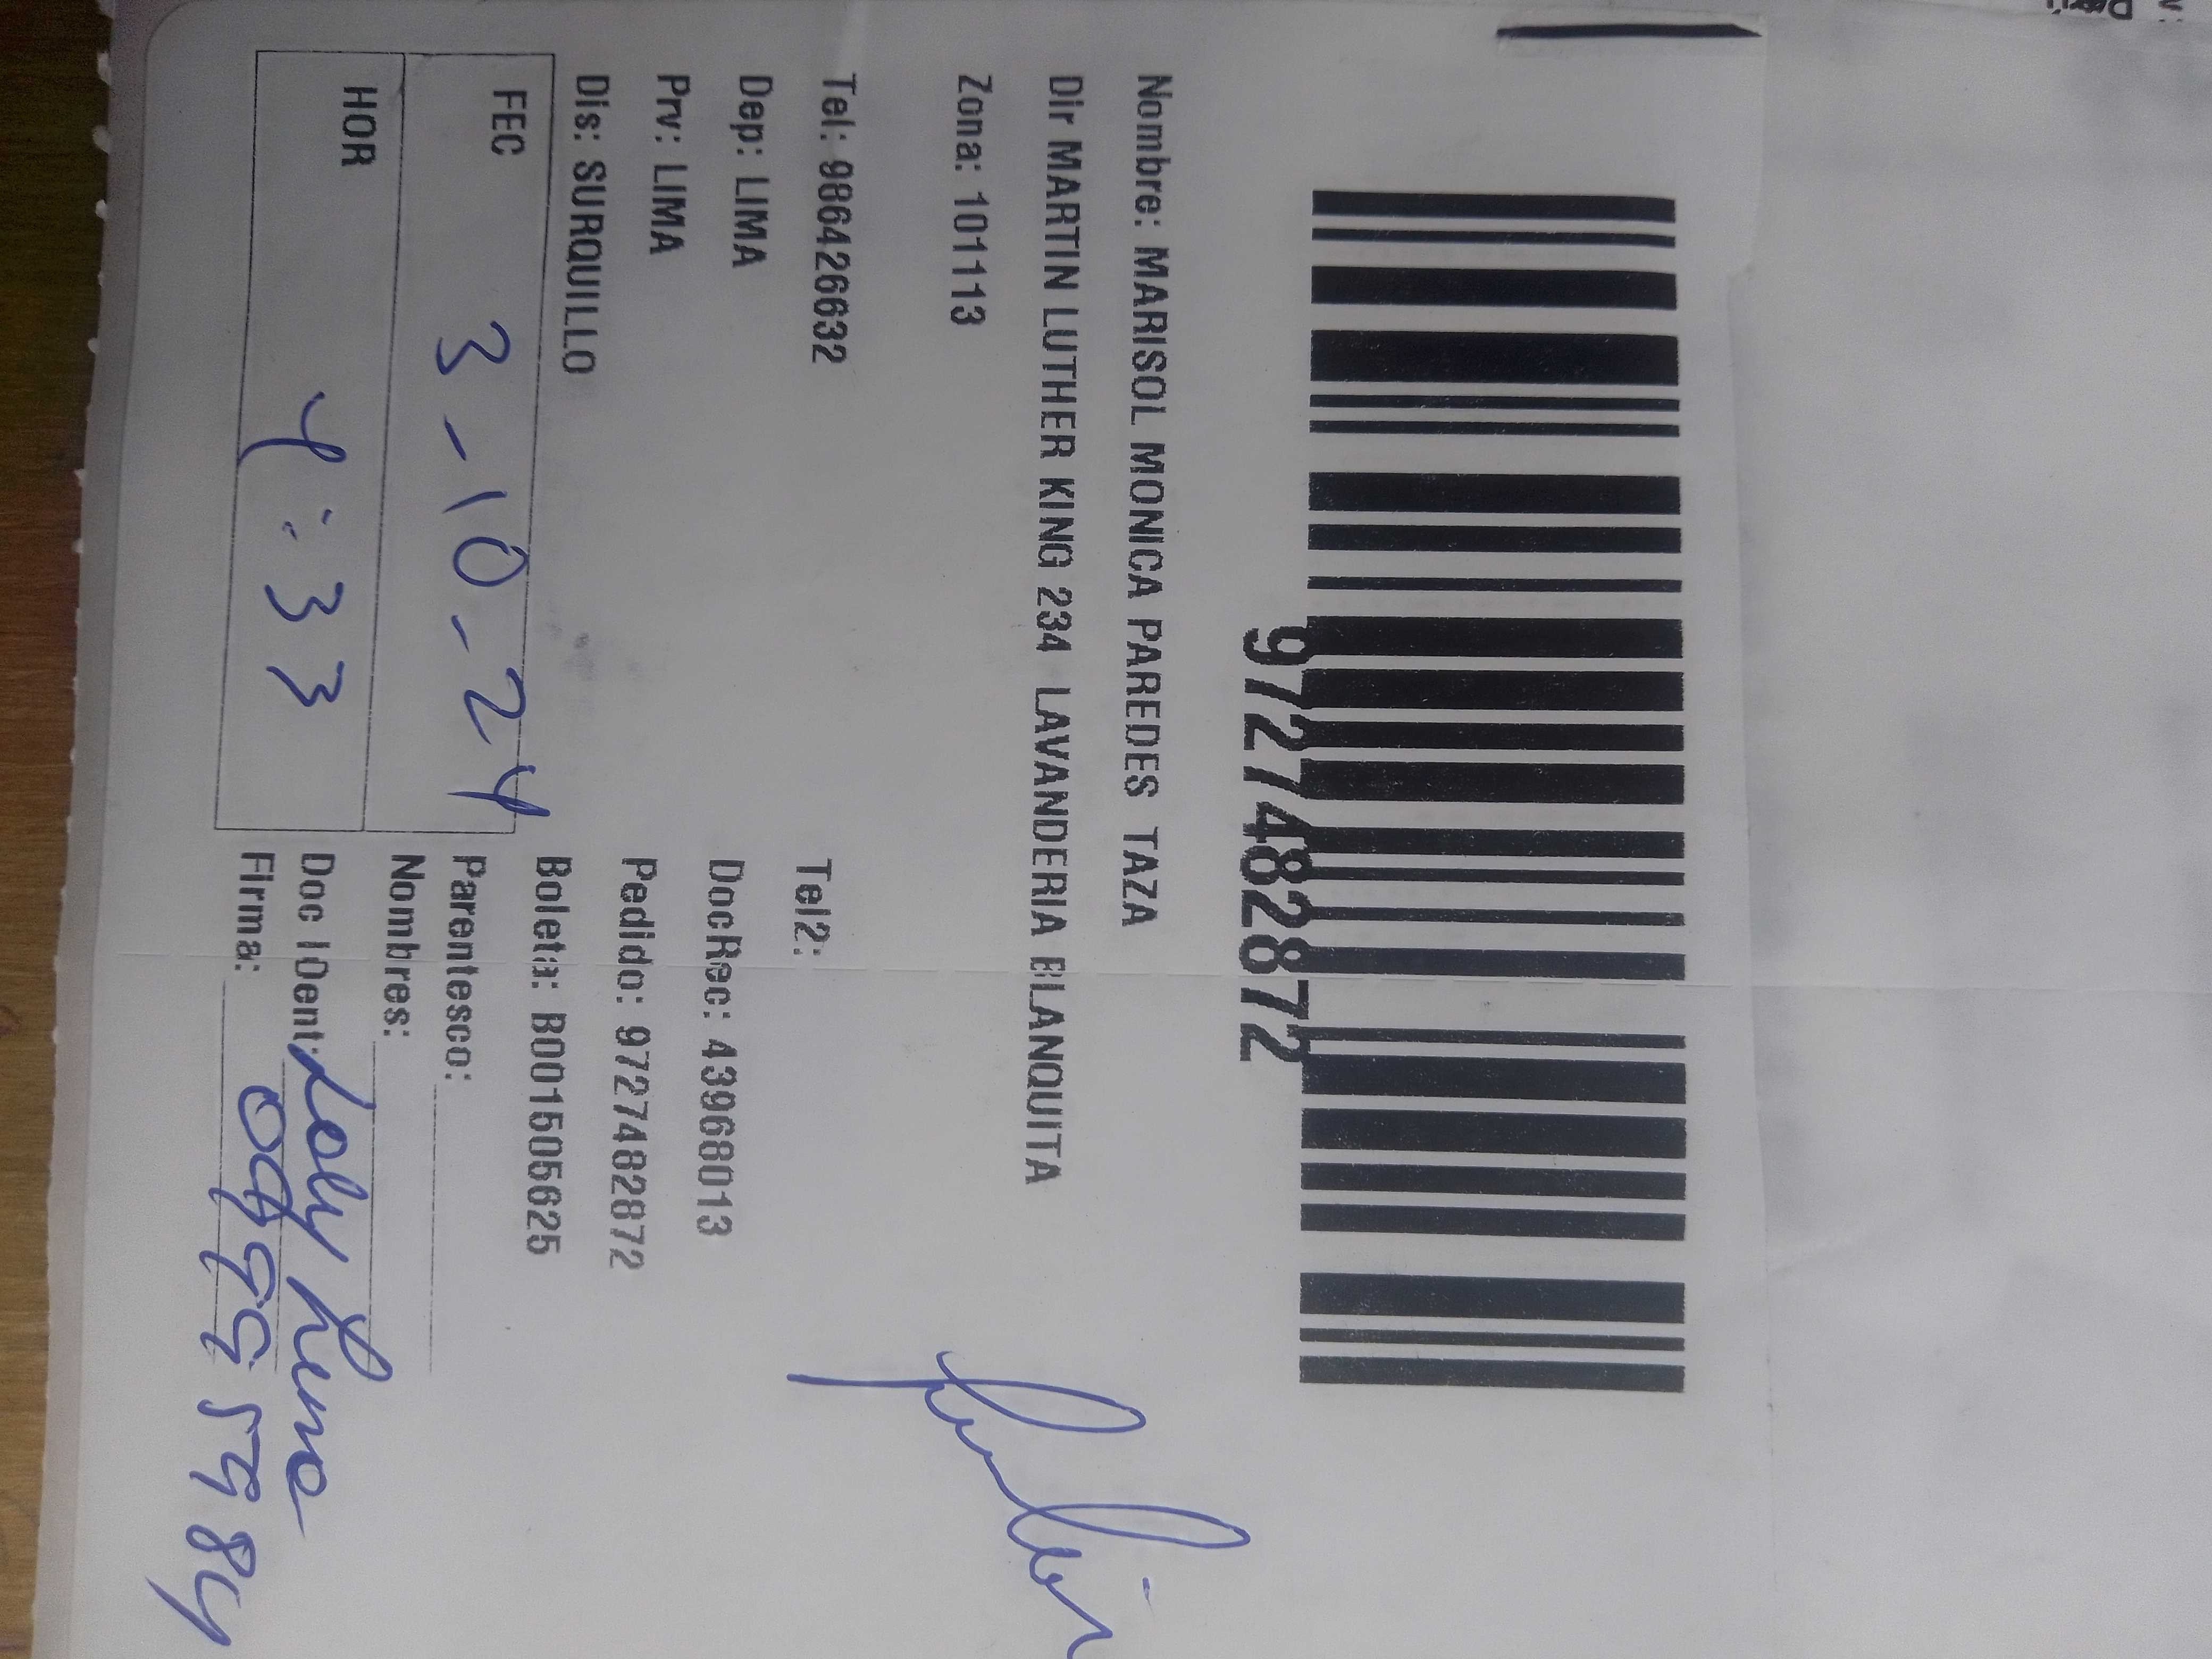 9727482872
Nombre: MARISOL MONICA PAREDES TAZA
Dir MARTIN LUTHER KING 234 LAVANDERIA BLANQUITA
Zona: 101113
Tel: 986426632 Tel2:
Dep: LIMA DocRec: 43968013
Prv: LIMA Pedido: 9727482872
Dis: SURQUILLO Boleta: B001505625
FEC 3-10-24 Parentesco:
HOR 4:33 Nombres:
Doc IDent: Loly
Firma: